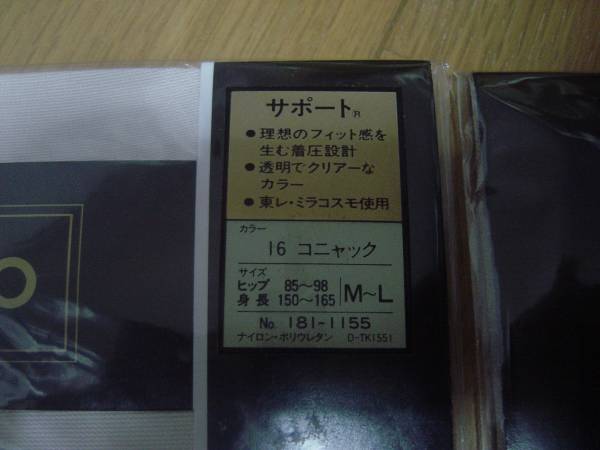 サポート®
●理想のフィット感を
生む着圧設計
●透明でクリアーな
カラー
●東レ・ミラコスモ使用
カラー
16 コニャック
サイズ
ヒップ 85～98
身長 150～165
M～L
No. 181-1155
ナイロン・ポリウレタン D-TK1551